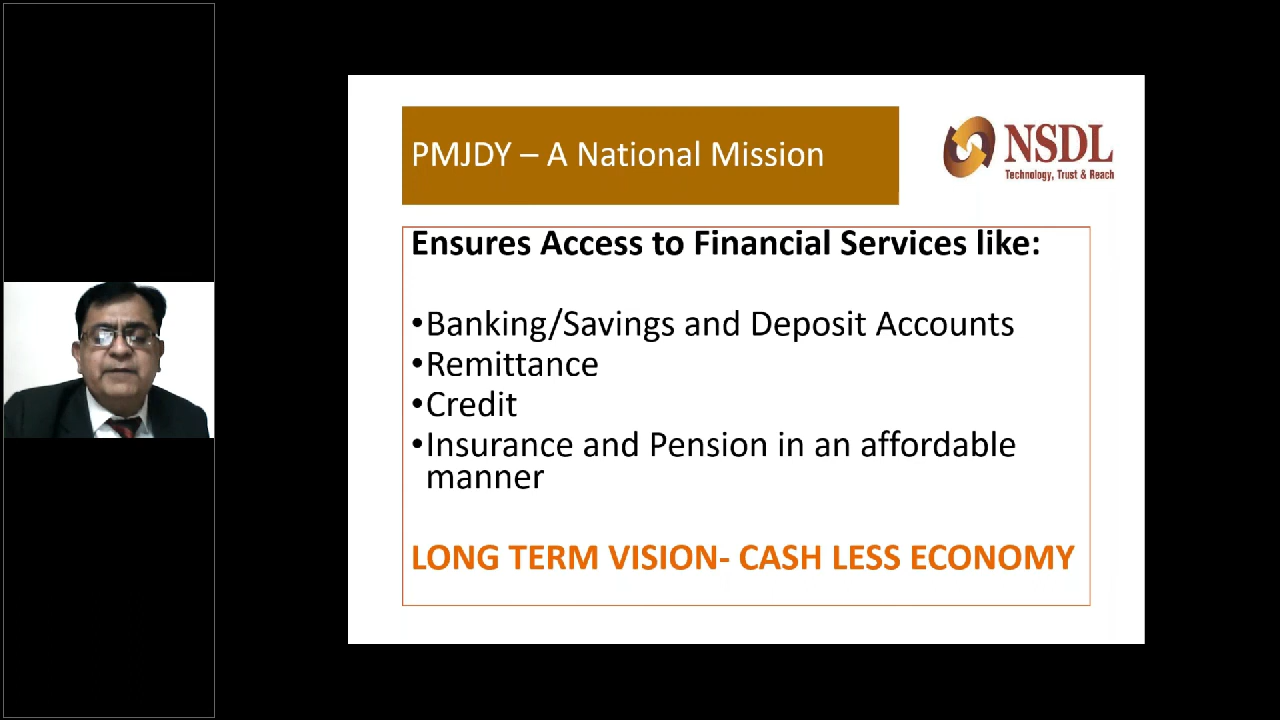 PMJDY – A National Mission
NSDL
Technology, Trust & Reach
Ensures Access to Financial Services like:
•Banking/Savings and Deposit Accounts
•Remittance
•Credit
•Insurance and Pension in an affordable
manner
LONG TERM VISION- CASH LESS ECONOMY